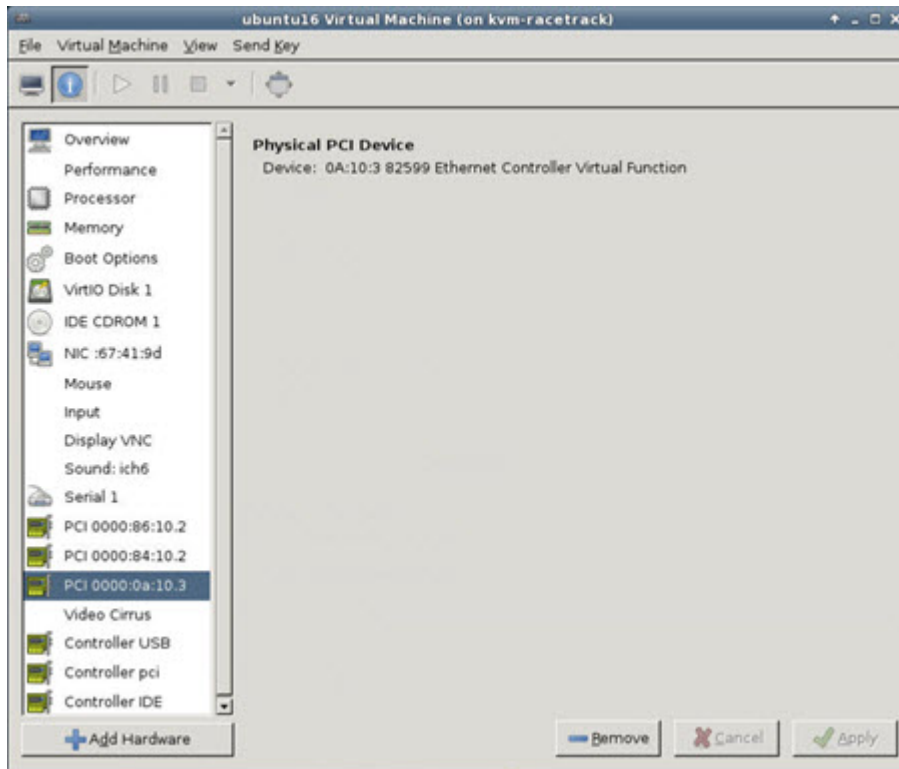 ubuntu16 Virtual Machine (on kvm-racetrack)
File Virtual Machine View Send Key
Overview
Performance
Processor
Memory
Boot Options
VirtIO Disk 1
IDE CDROM 1
NIC :67:41:9d
Mouse
Input
Display VNC
Sound: ich6
Serial 1
PCI 0000:86:10.2
PCI 0000:84:10.2
PCI 0000:0a:10.3
Video Cirrus
Controller USB
Controller pci
Controller IDE
Add Hardware
Physical PCI Device
Device: 0A:10:3 82599 Ethernet Controller Virtual Function
Remove Cancel Apply